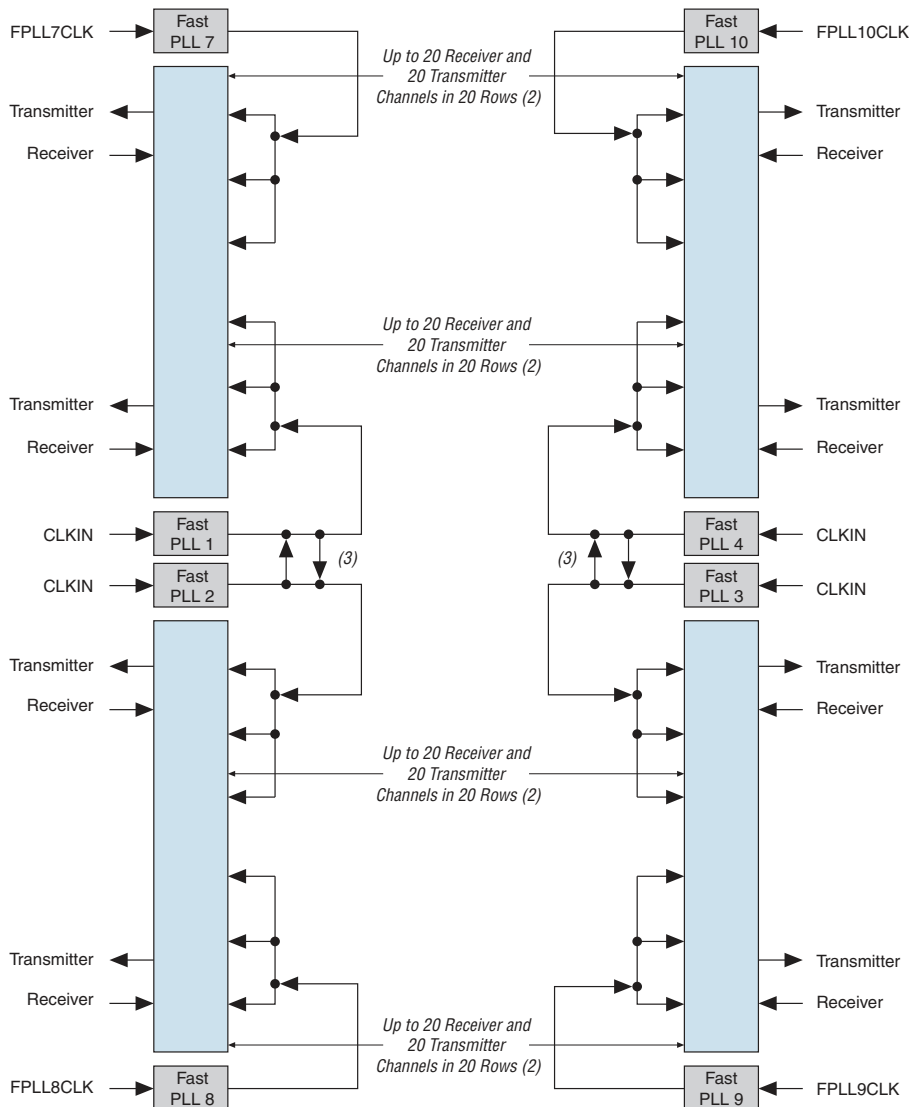 FPLL7CLK
Fast
PLL 7
Fast
PLL 10
FPLL10CLK
Up to 20 Receiver and
20 Transmitter
Channels in 20 Rows (2)
Transmitter
Transmitter
Receiver
Receiver
Up to 20 Receiver and
20 Transmitter
Channels in 20 Rows (2)
Transmitter
Transmitter
Receiver
Receiver
CLKIN
Fast
PLL 1
Fast
PLL 4
CLKIN
(3)
(3)
CLKIN
Fast
PLL 2
Fast
PLL 3
CLKIN
Transmitter
Transmitter
Receiver
Receiver
Up to 20 Receiver and
20 Transmitter
Channels in 20 Rows (2)
Transmitter
Transmitter
Receiver
Receiver
Up to 20 Receiver and
20 Transmitter
Channels in 20 Rows (2)
FPLL8CLK
Fast
PLL 8
Fast
PLL 9
FPLL9CLK